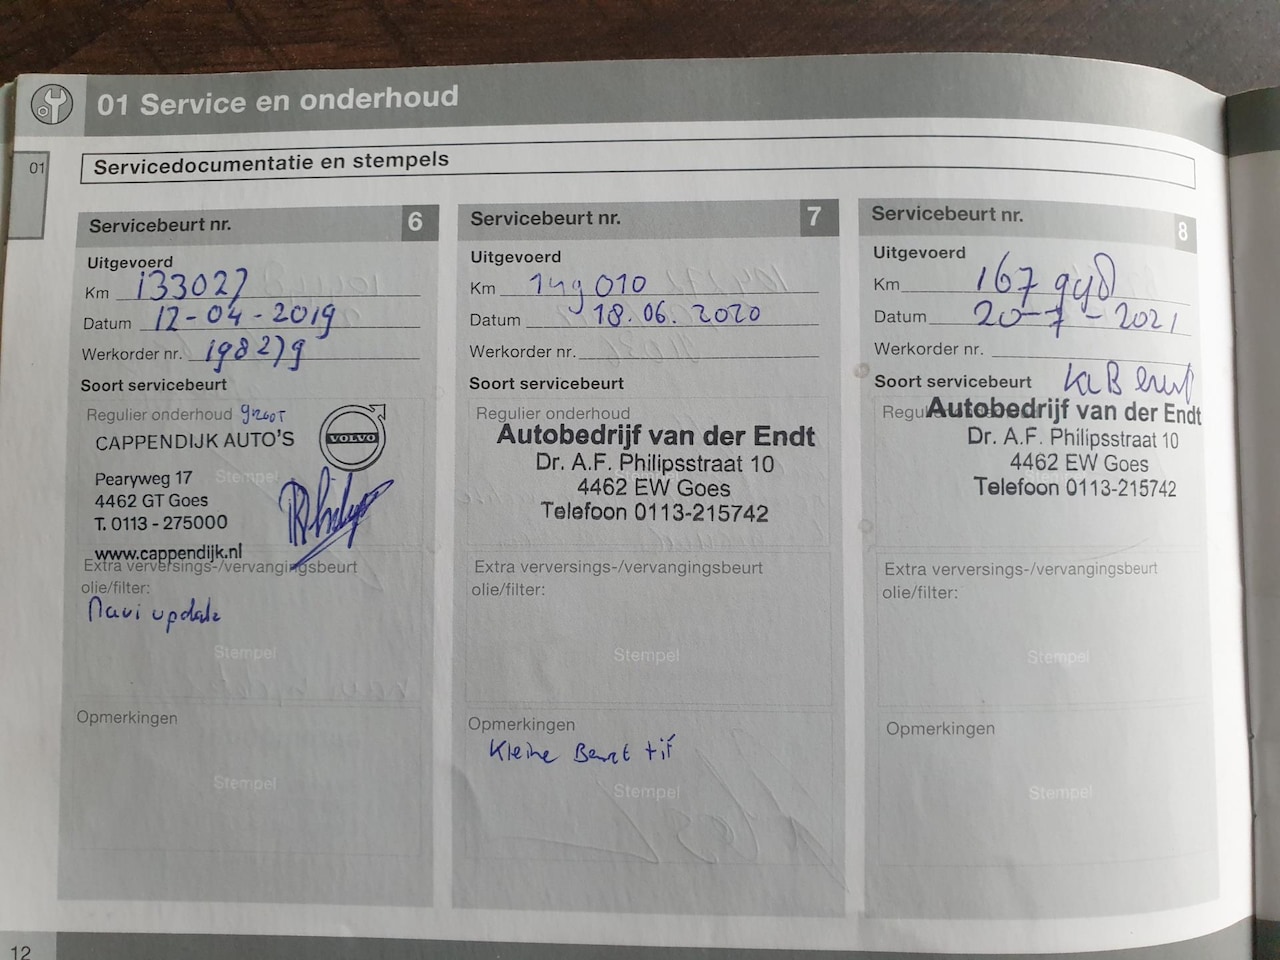 01 Service en onderhoud
01
Servicedocumentatie en stempels
Servicebeurt nr. 6
Uitgevoerd
Km 133027
Datum 12-04-2019
Werkorder nr. 198279
Soort servicebeurt
Regulier onderhoud groot
CAPPENDIJK AUTO'S
VOLVO
Stempel
Pearyweg 17
4462 GT Goes
T. 0113 - 275000
www.cappendijk.nl
Extra verversings-/vervangingsbeurt
olie/filter:
Navi update
Stempel
Opmerkingen
Stempel
Servicebeurt nr. 7
Uitgevoerd
Km 149010
Datum 18.06.2020
Werkorder nr.
Soort servicebeurt
Regulier onderhoud
Autobedrijf van der Endt
Dr. A.F. Philipsstraat 10
4462 EW Goes
Telefoon 0113-215742
Extra verversings-/vervangingsbeurt
olie/filter:
Stempel
Opmerkingen
Kleine Beurt
Stempel
Servicebeurt nr. 8
Uitgevoerd
Km
Datum 20-7-2021
Werkorder nr.
Soort servicebeurt
Autobedrijf van der Endt
Dr. A.F. Philipsstraat 10
4462 EW Goes
Telefoon 0113-215742
Extra verversings-/vervangingsbeurt
olie/filter:
Stempel
Opmerkingen
Stempel
12